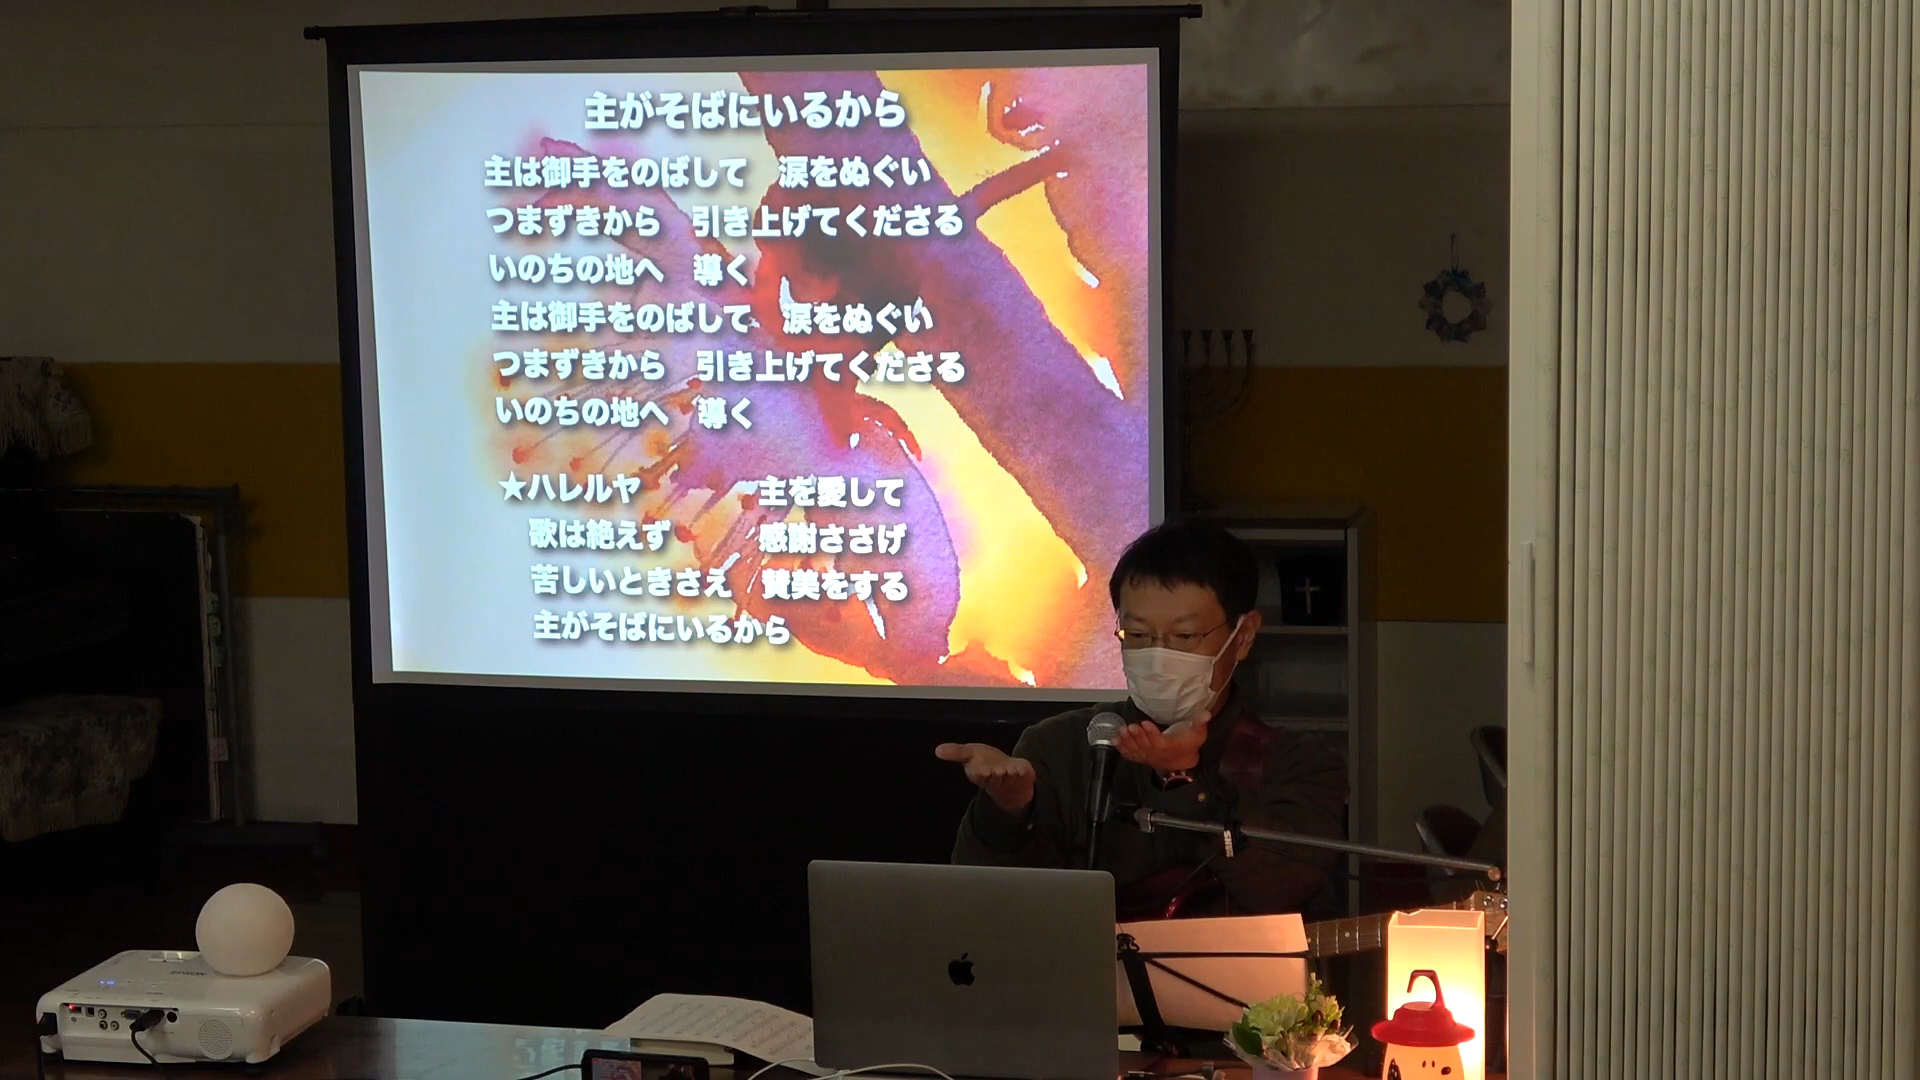 主がそばにいるから
主は御手をのばして　涙をぬぐい
つまずきから　引き上げてくださる
いのちの地へ　導く
主は御手をのばして　涙をぬぐい
つまずきから　引き上げてくださる
いのちの地へ　導く
★ハレルヤ　主を愛して
歌は絶えず　感謝ささげ
苦しいときさえ　賛美をする
主がそばにいるから
EPSON
SHURE